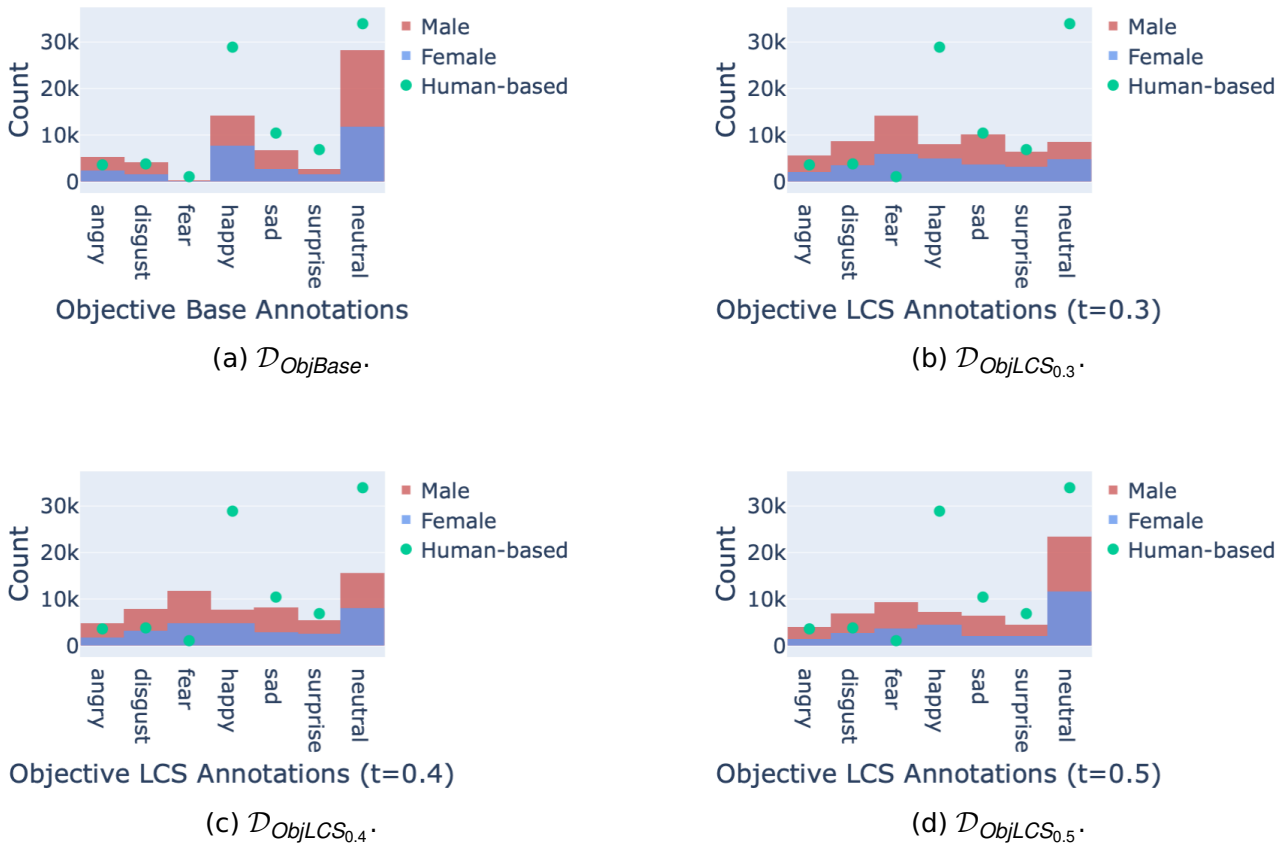 30k
20k
10k
0
Count
angry
disgust
fear
happy
sad
surprise
neutral
Male
Female
Human-based
Objective Base Annotations
(a) 𝒟ObjBase.
30k
20k
10k
0
Count
angry
disgust
fear
happy
sad
surprise
neutral
Male
Female
Human-based
Objective LCS Annotations (t=0.3)
(b) 𝒟ObjLCS0.3.
30k
20k
10k
0
Count
angry
disgust
fear
happy
sad
surprise
neutral
Male
Female
Human-based
Objective LCS Annotations (t=0.4)
(c) 𝒟ObjLCS0.4.
30k
20k
10k
0
Count
angry
disgust
fear
happy
sad
surprise
neutral
Male
Female
Human-based
Objective LCS Annotations (t=0.5)
(d) 𝒟ObjLCS0.5.